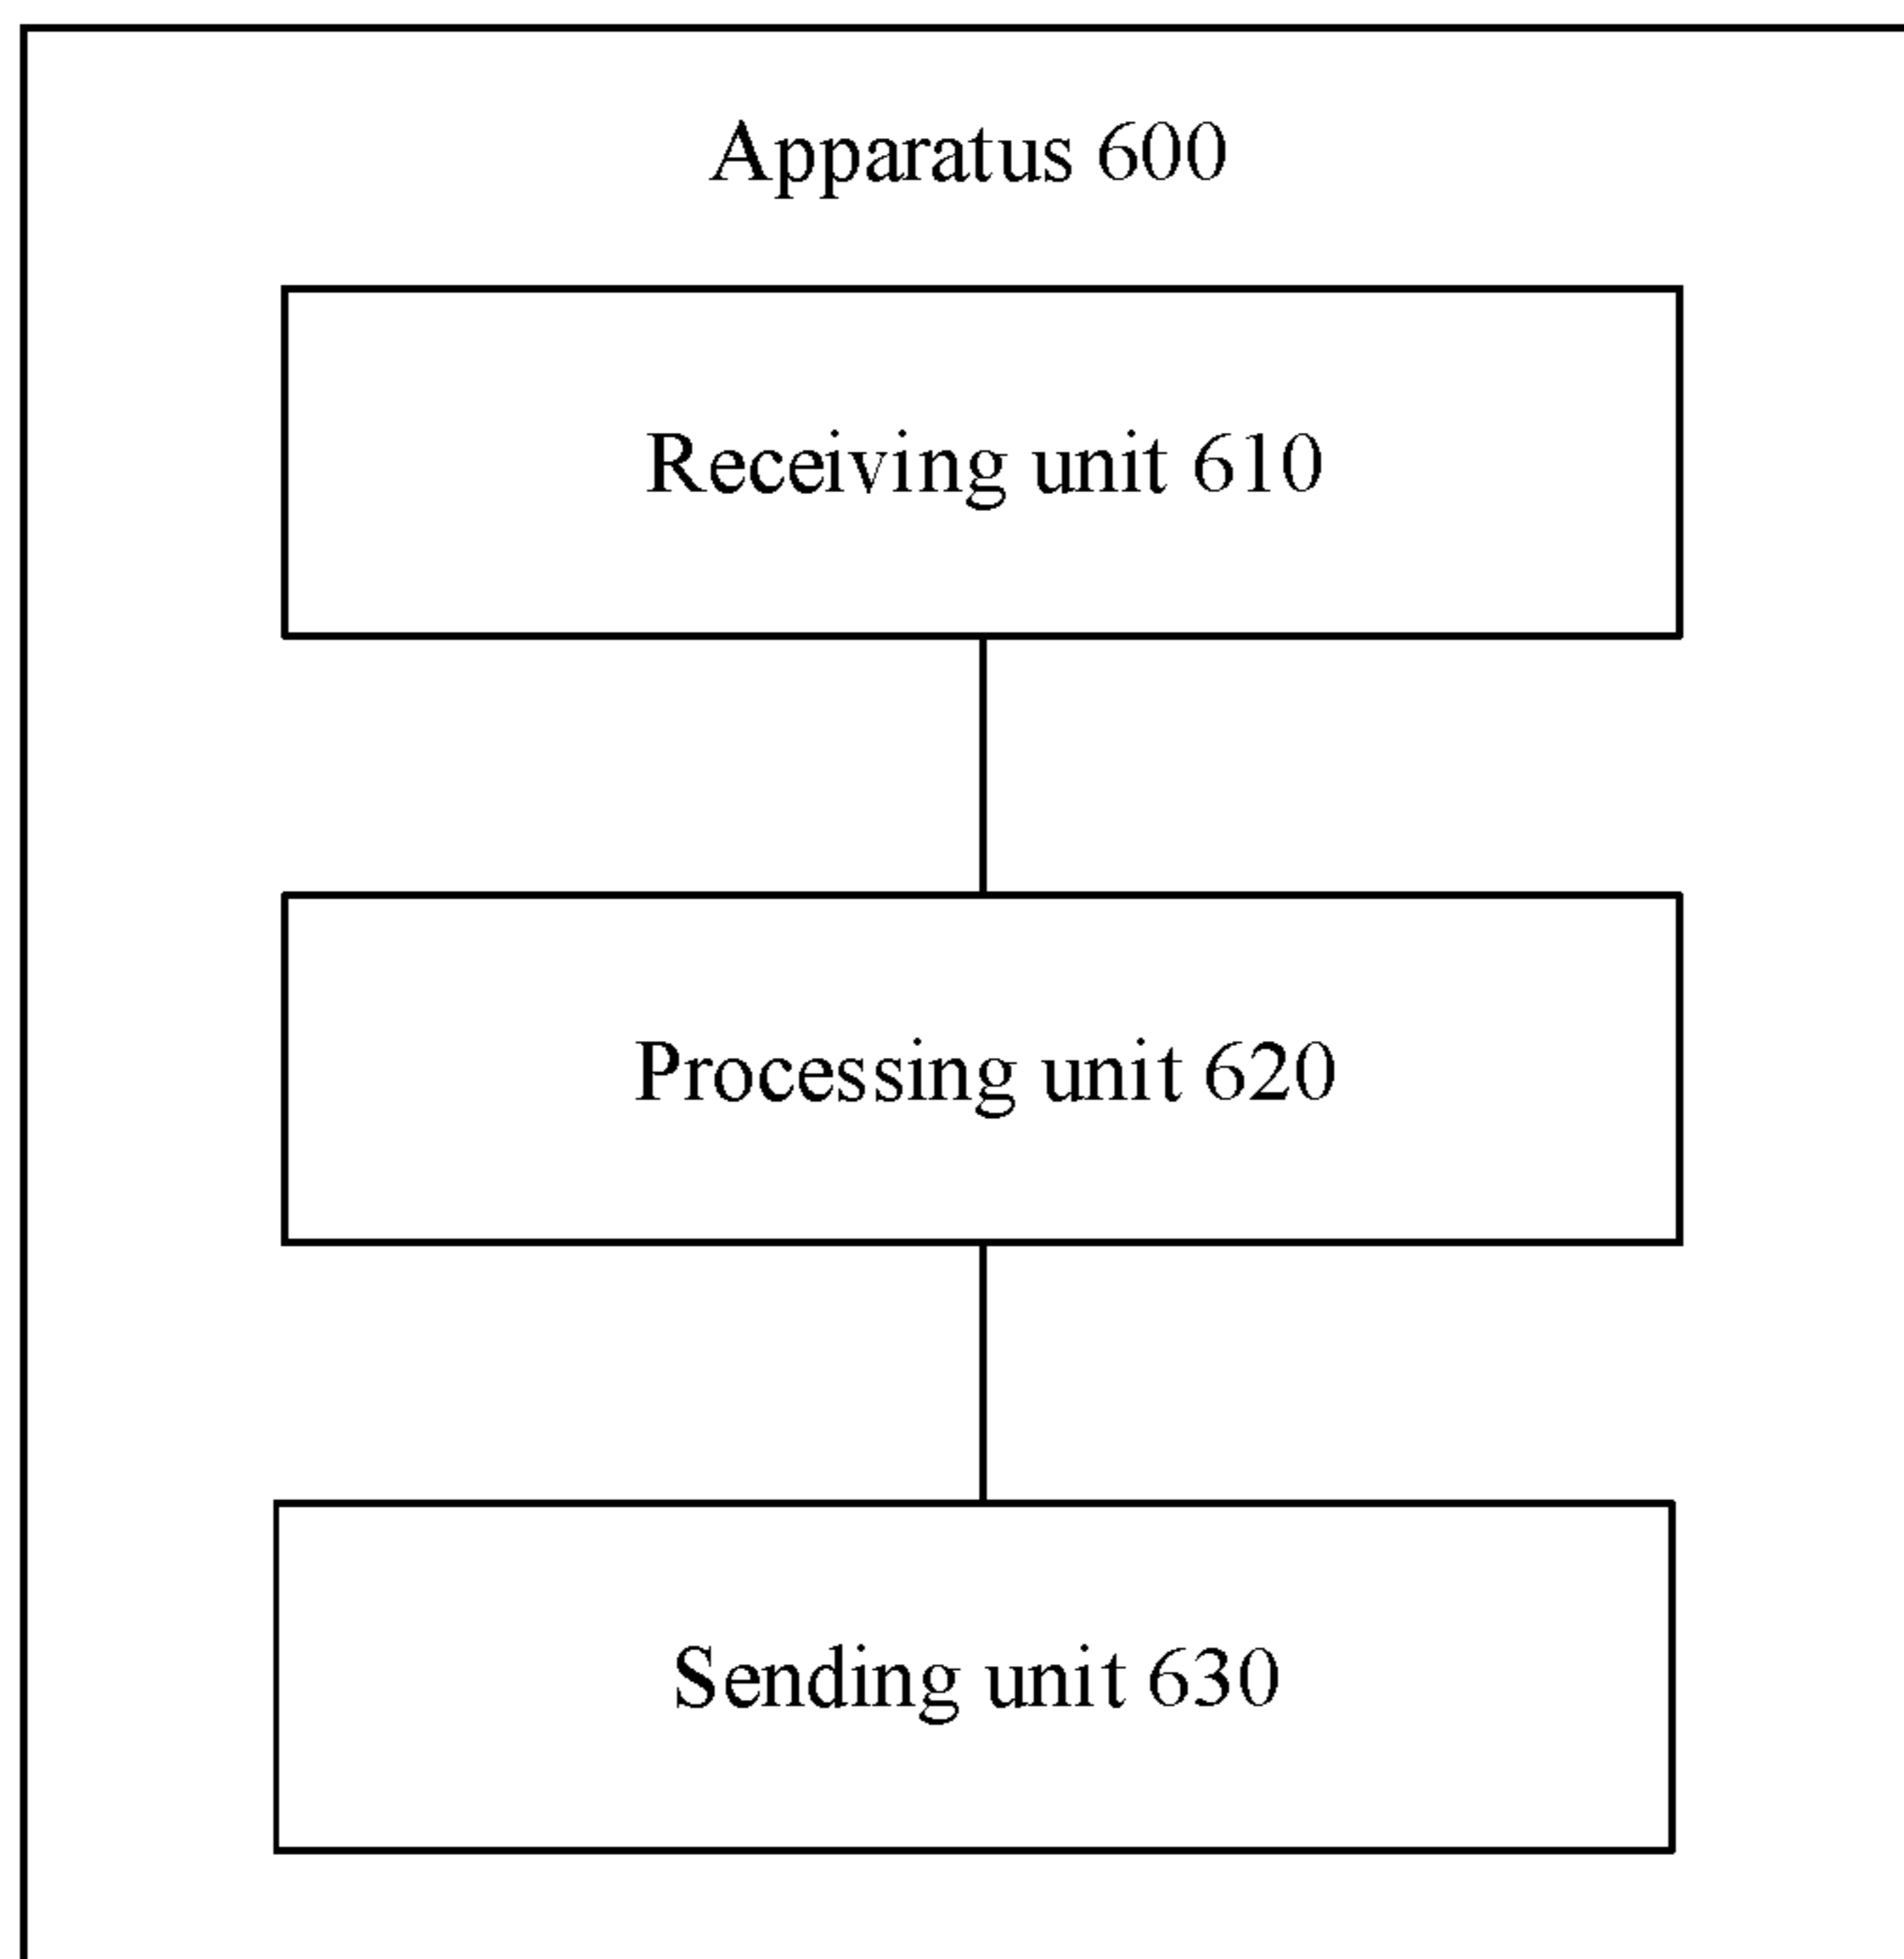 Apparatus 600
Receiving unit 610
Processing unit 620
Sending unit 630